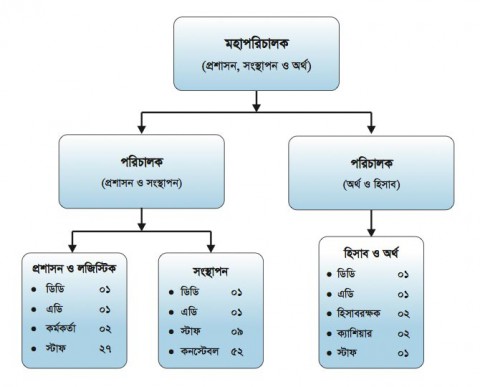 মহাপরিচালক
(প্রশাসন, সংস্থাপন ও অর্থ)
পরিচালক
(প্রশাসন ও সংস্থাপন)
পরিচালক
(অর্থ ও হিসাব)
প্রশাসন ও লজিস্টিক
• ডিডি ০১
• এডি ০১
• কর্মকর্তা ০২
• স্টাফ ২৭
সংস্থাপন
• ডিডি ০১
• এডি ০১
• স্টাফ ০৯
• কনস্টেবল ৫২
হিসাব ও অর্থ
• ডিডি ০১
• এডি ০১
• হিসাবরক্ষক ০২
• ক্যাশিয়ার ০২
• স্টাফ ০১